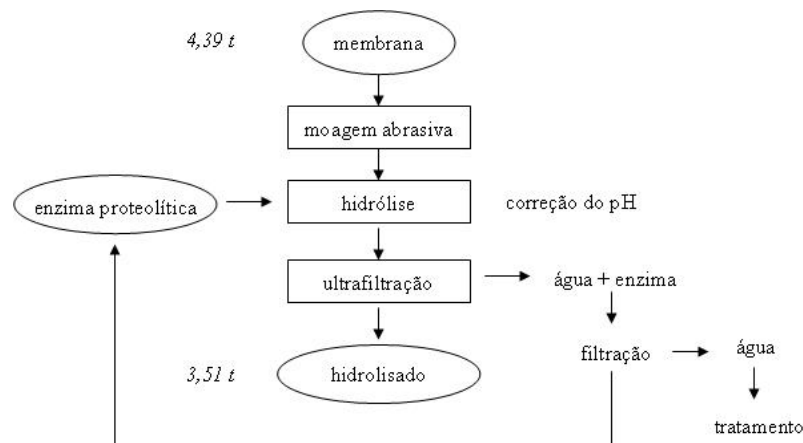 4,39 t
membrana
moagem abrasiva
enzima proteolítica
hidrólise
correção do pH
ultrafiltração
água + enzima
filtração
água
3,51 t
hidrolisado
tratamento